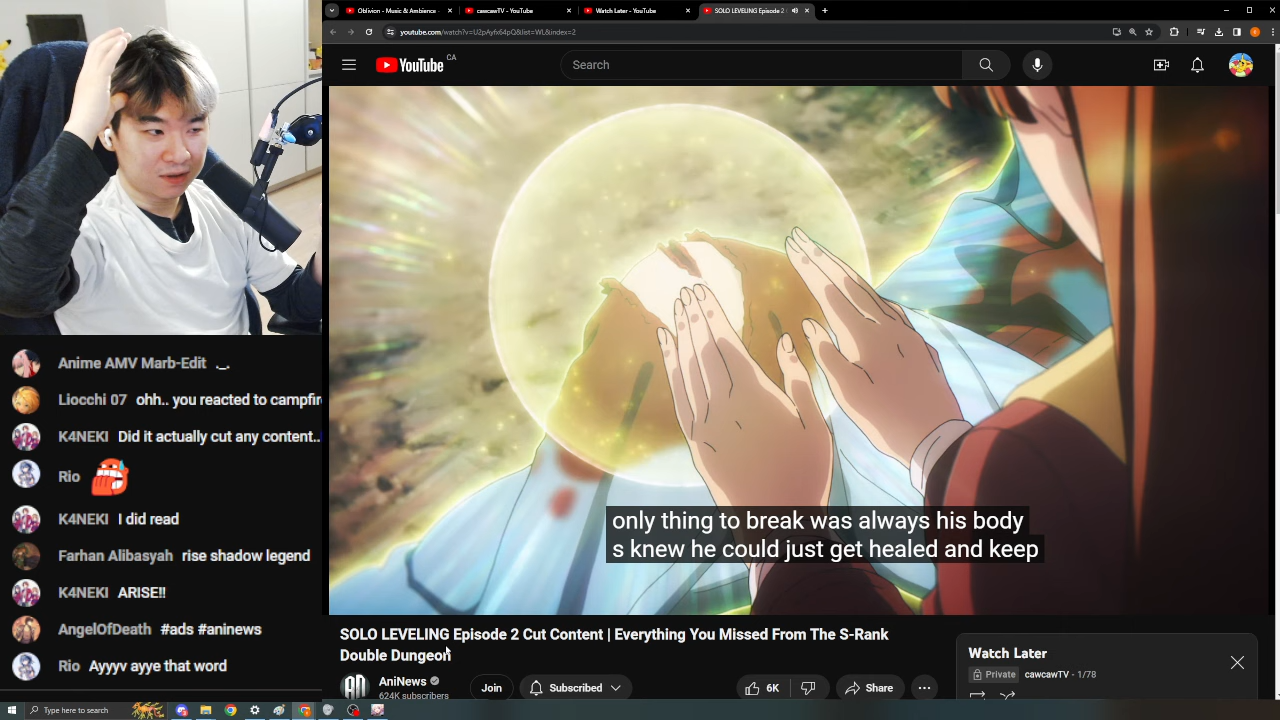 Oblivion - Music & Ambience -
cawcawTV - YouTube
Watch Later - YouTube
SOLO LEVELING Episode 2
youtube.com/watch?v=U2pAyfx64pQ&list=WL&index=2
YouTube CA
Search
only thing to break was always his body
s knew he could just get healed and keep
Anime AMV Marb-Edit ._.
Liocchi 07 ohh.. you reacted to campfir
K4NEKI Did it actually cut any content..
Rio
K4NEKI I did read
Farhan Alibasyah rise shadow legend
K4NEKI ARISE!!
AngelOfDeath #ads #aninews
Rio Ayyyv ayye that word
SOLO LEVELING Episode 2 Cut Content | Everything You Missed From The S-Rank
Double Dungeon
AniNews
624K subscribers
Join
Subscribed
6K
Share
Watch Later
Private cawcawTV - 1/78
Type here to search